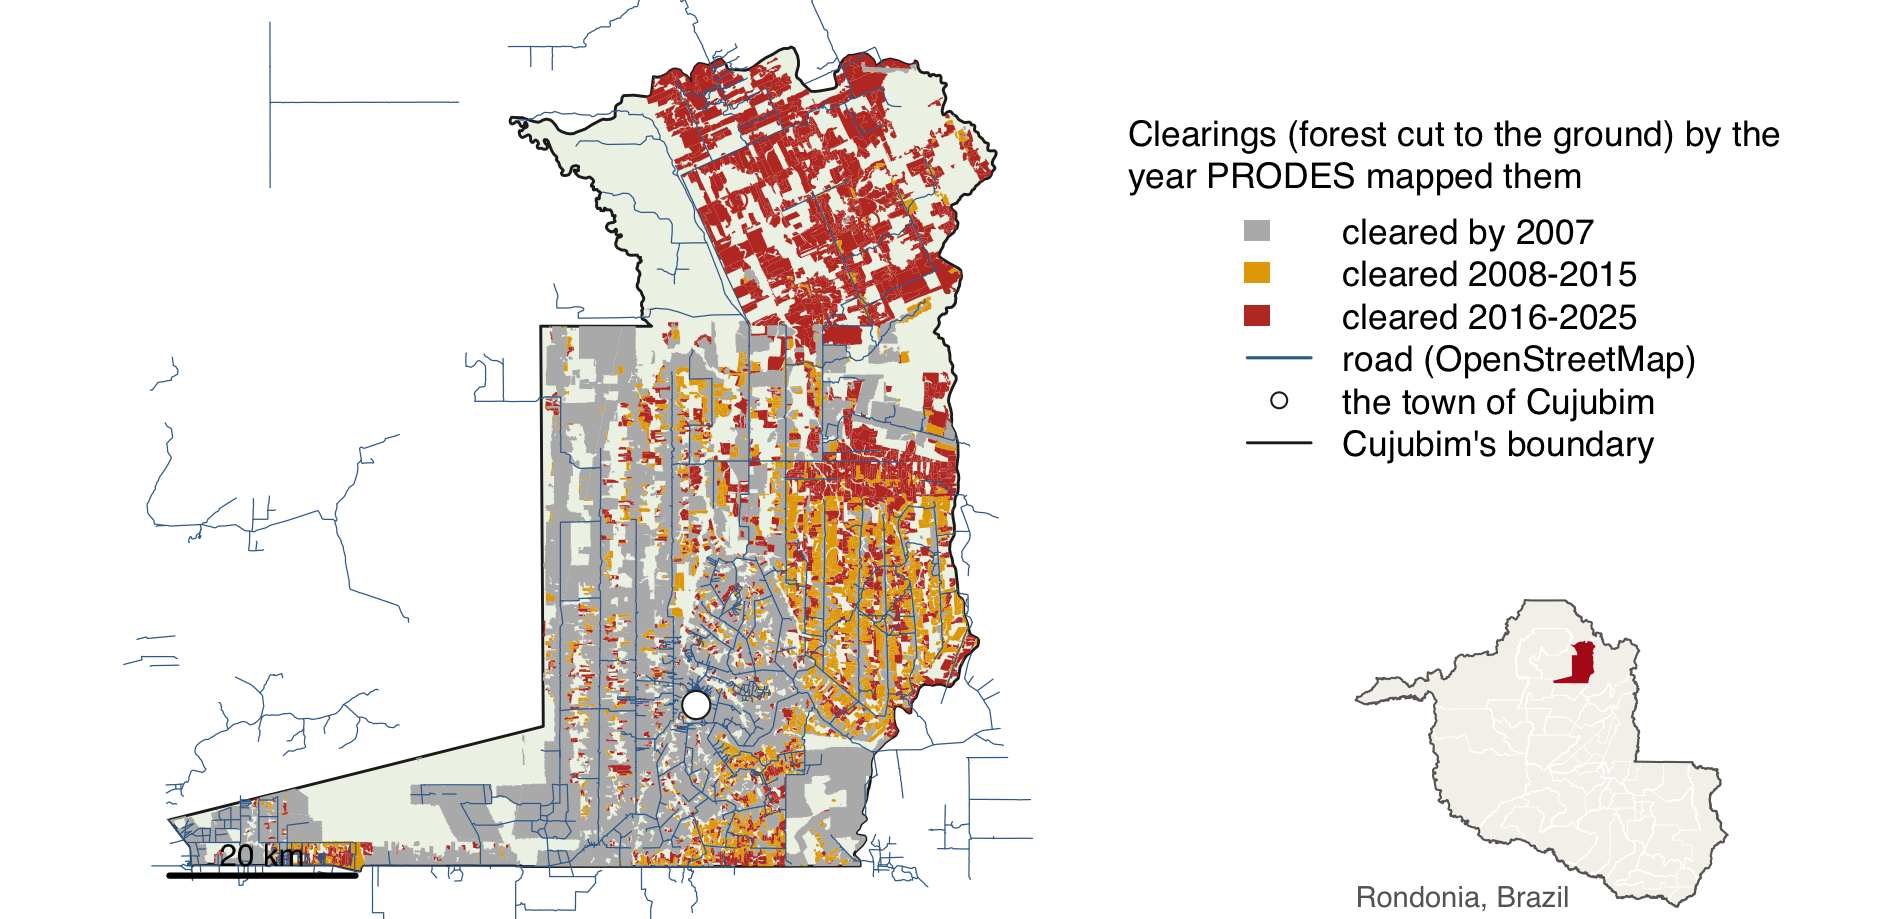 Clearings (forest cut to the ground) by the
year PRODES mapped them
cleared by 2007
cleared 2008-2015
cleared 2016-2025
road (OpenStreetMap)
the town of Cujubim
Cujubim's boundary
20 km
Rondonia, Brazil